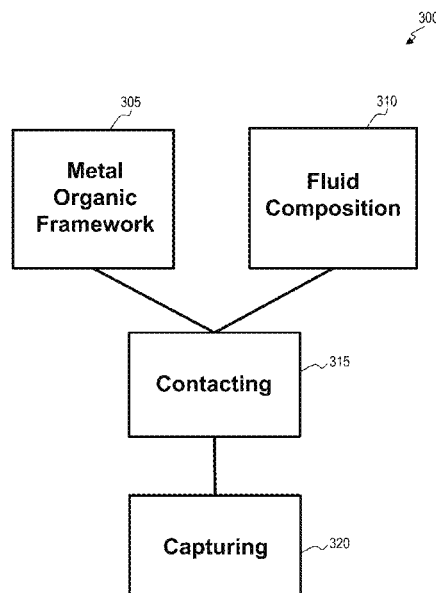 300
305
310
Metal
Organic
Framework
Fluid
Composition
Contacting
315
Capturing
320